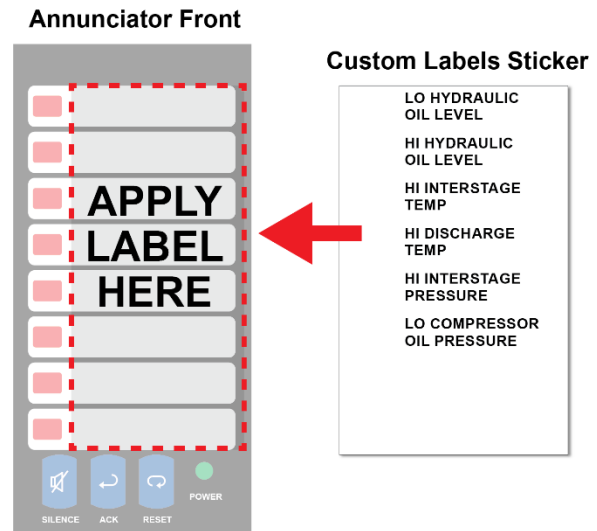 Annunciator Front
Custom Labels Sticker
APPLY
LABEL
HERE
LO HYDRAULIC
OIL LEVEL
HI HYDRAULIC
OIL LEVEL
HI INTERSTAGE
TEMP
HI DISCHARGE
TEMP
HI INTERSTAGE
PRESSURE
LO COMPRESSOR
OIL PRESSURE
SILENCE ACK RESET POWER